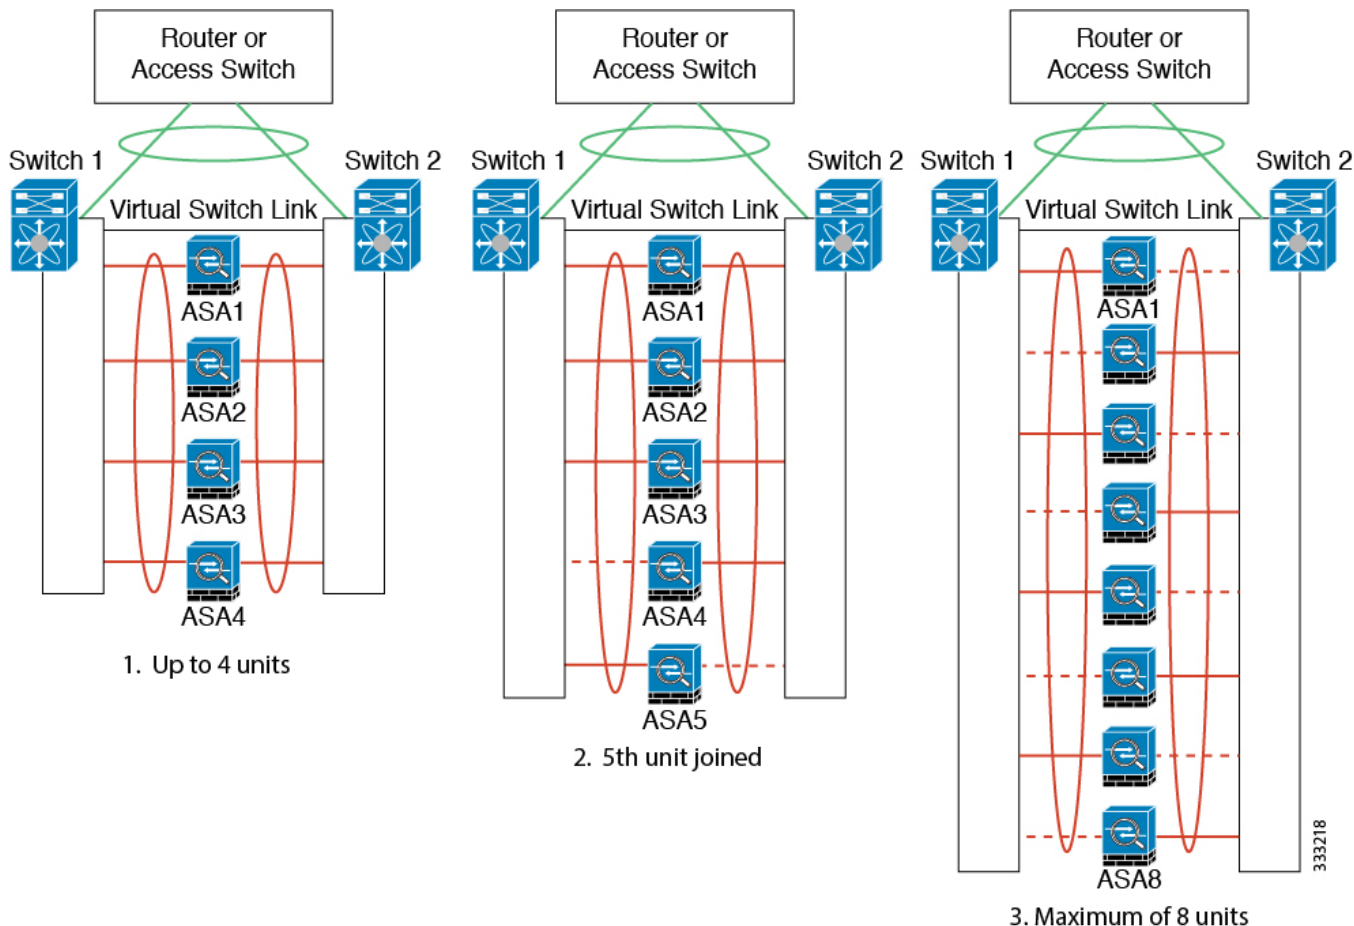 Router or
Access Switch
Switch 1
Switch 2
Virtual Switch Link
ASA1
ASA2
ASA3
ASA4
1. Up to 4 units
Router or
Access Switch
Switch 1
Switch 2
Virtual Switch Link
ASA1
ASA2
ASA3
ASA4
ASA5
2. 5th unit joined
Router or
Access Switch
Switch 1
Switch 2
Virtual Switch Link
ASA1
ASA8
3. Maximum of 8 units
333218